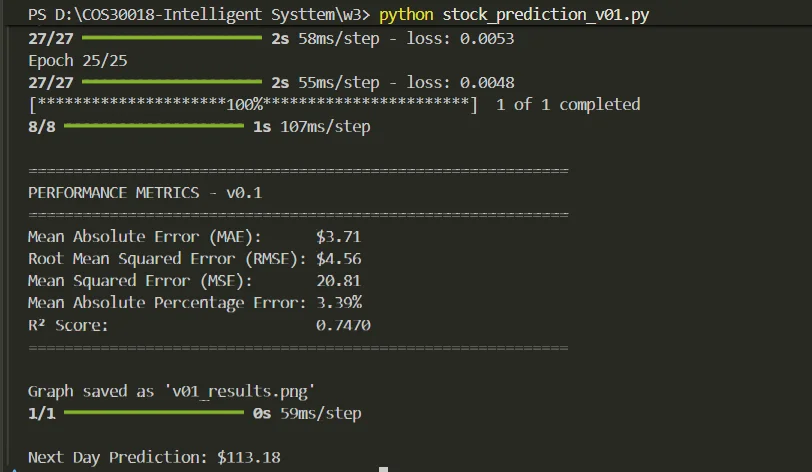 PS D:\COS30018-Intelligent Systtem\w3> python stock_prediction_v01.py
27/27 ━━━━━━━━━━━━━━━━━━━━ 2s 58ms/step - loss: 0.0053
Epoch 25/25
27/27 ━━━━━━━━━━━━━━━━━━━━ 2s 55ms/step - loss: 0.0048
[*********************100%***********************]  1 of 1 completed
8/8 ━━━━━━━━━━━━━━━━━━━━ 1s 107ms/step
============================================================
PERFORMANCE METRICS - v0.1
============================================================
Mean Absolute Error (MAE):      $3.71
Root Mean Squared Error (RMSE): $4.56
Mean Squared Error (MSE):       20.81
Mean Absolute Percentage Error: 3.39%
R² Score:                       0.7470
============================================================
Graph saved as 'v01_results.png'
1/1 ━━━━━━━━━━━━━━━━━━━━ 0s 59ms/step
Next Day Prediction: $113.18